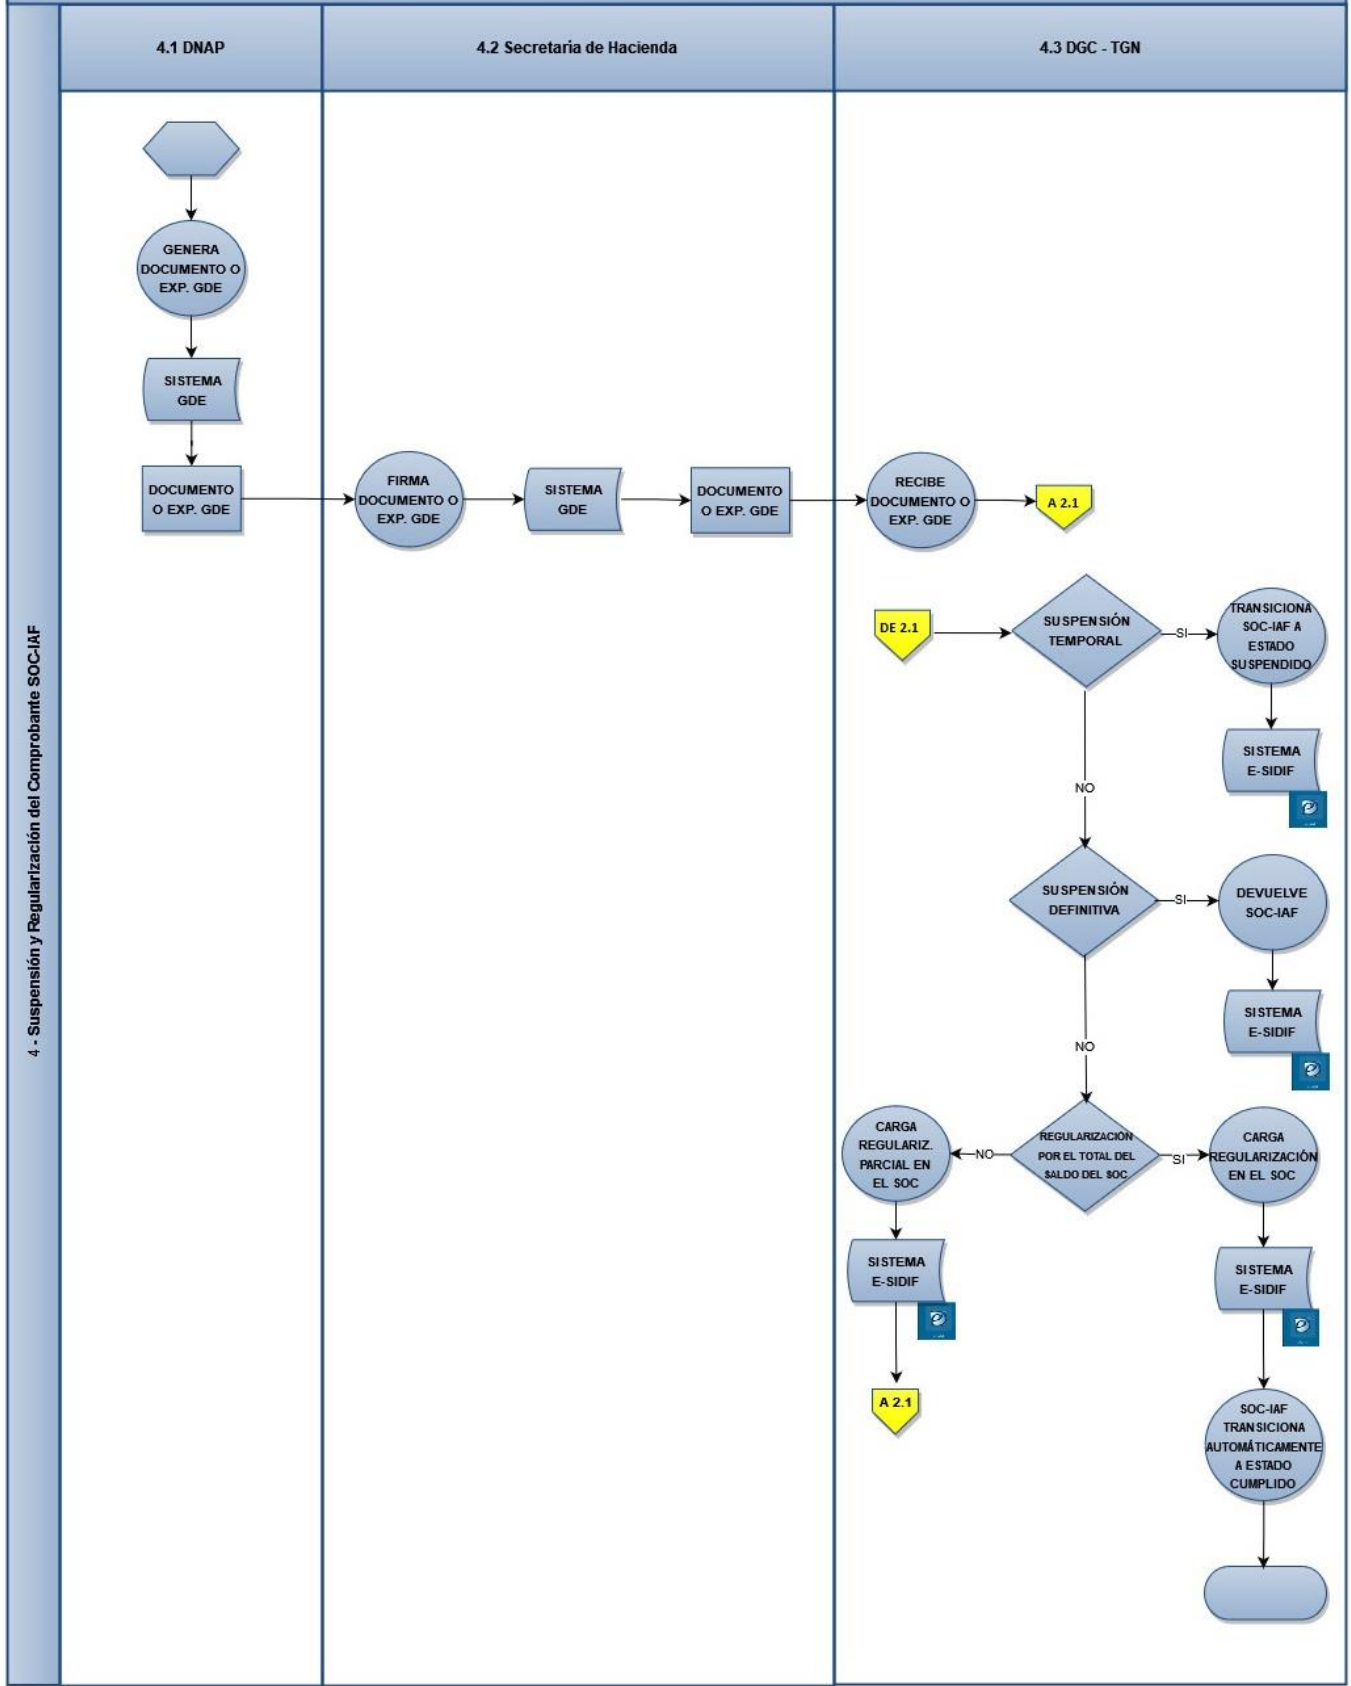 4.1 DNAP
4.2 Secretaria de Hacienda
4.3 DGC - TGN
4 - Suspensión y Regularización del Comprobante SOC-IAF
GENERA
DOCUMENTO O
EXP. GDE
SISTEMA
GDE
DOCUMENTO
O EXP. GDE
FIRMA
DOCUMENTO O
EXP. GDE
SISTEMA
GDE
DOCUMENTO
O EXP. GDE
RECIBE
DOCUMENTO O
EXP. GDE
A 2.1
DE 2.1
SUSPENSIÓN
TEMPORAL
SI
TRANSICIONA
SOC-IAF A
ESTADO
SUSPENDIDO
SISTEMA
E-SIDIF
NO
SUSPENSIÓN
DEFINITIVA
SI
DEVUELVE
SOC-IAF
SISTEMA
E-SIDIF
NO
REGULARIZACIÓN
POR EL TOTAL DEL
SALDO DEL SOC
NO
CARGA
REGULARIZ.
PARCIAL EN
EL SOC
SISTEMA
E-SIDIF
A 2.1
SI
CARGA
REGULARIZACIÓN
EN EL SOC
SISTEMA
E-SIDIF
SOC-IAF
TRANSICIONA
AUTOMÁTICAMENTE
A ESTADO
CUMPLIDO